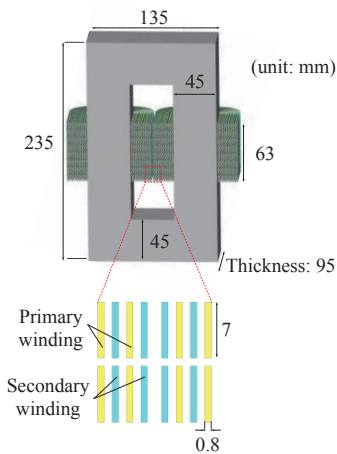 135
(unit: mm)
45
235
63
45
Thickness: 95
Primary
winding
7
Secondary
winding
0.8